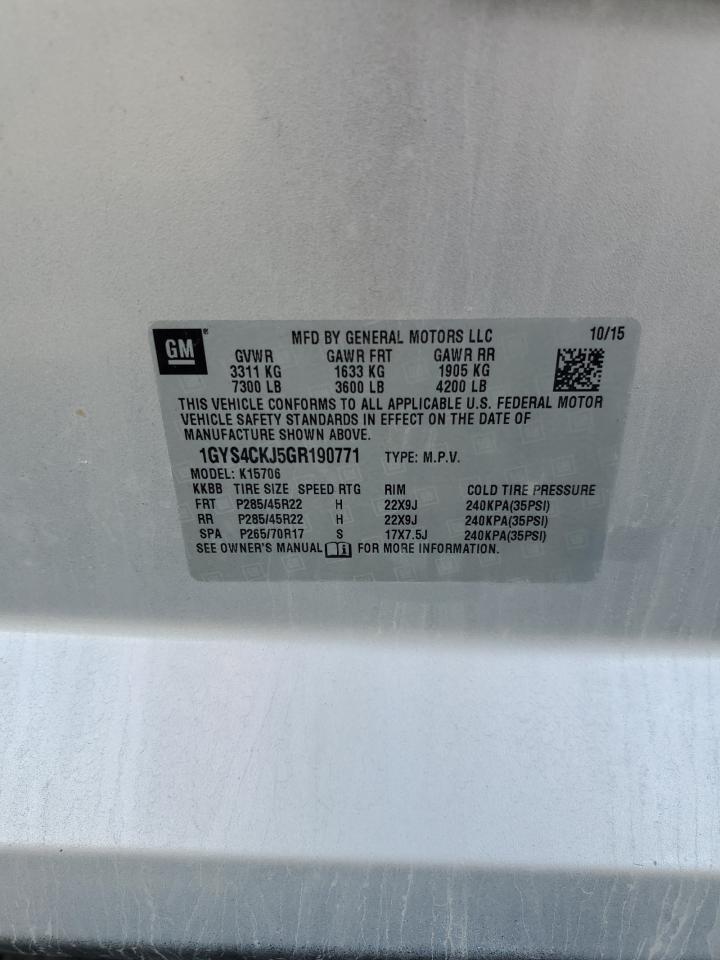 GM ® MFD BY GENERAL MOTORS LLC 10/15
GVWR GAWR FRT GAWR RR
3311 KG 1633 KG 1905 KG
7300 LB 3600 LB 4200 LB
THIS VEHICLE CONFORMS TO ALL APPLICABLE U.S. FEDERAL MOTOR
VEHICLE SAFETY STANDARDS IN EFFECT ON THE DATE OF
MANUFACTURE SHOWN ABOVE.
1GYS4CKJ5GR190771 TYPE: M.P.V.
MODEL: K15706
KKBB TIRE SIZE SPEED RTG RIM COLD TIRE PRESSURE
FRT P285/45R22 H 22X9J 240KPA(35PSI)
RR P285/45R22 H 22X9J 240KPA(35PSI)
SPA P265/70R17 S 17X7.5J 240KPA(35PSI)
SEE OWNER'S MANUAL i FOR MORE INFORMATION.